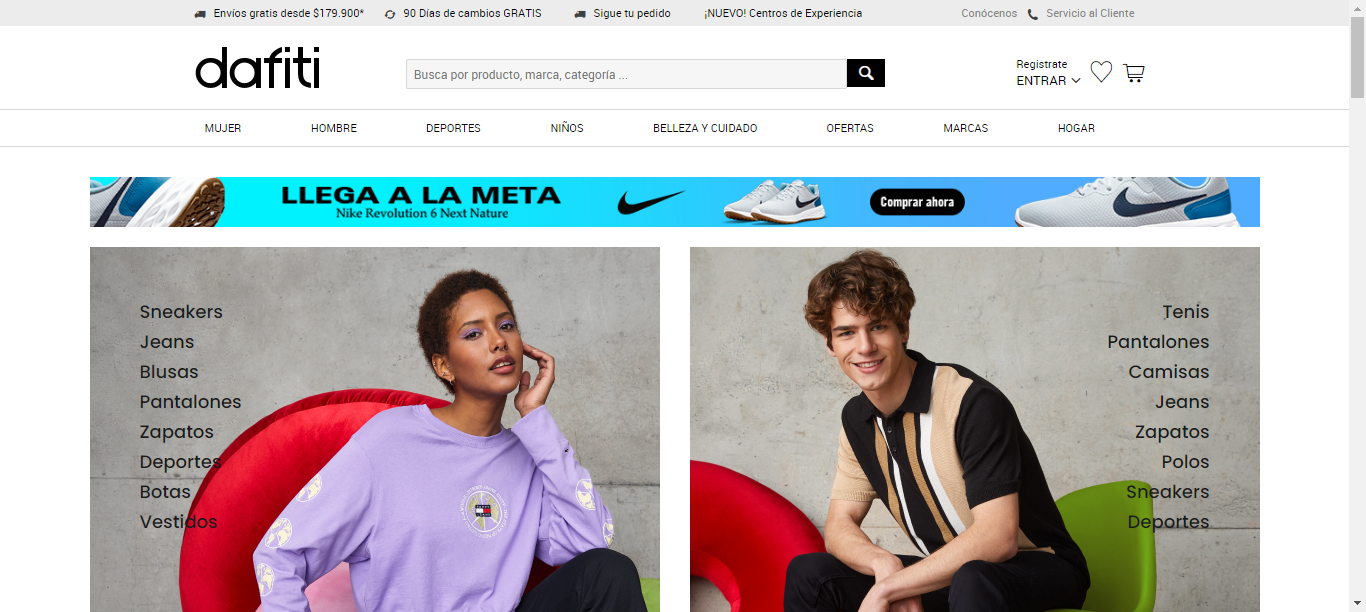 Envíos gratis desde $179.900*
90 Días de cambios GRATIS
Sigue tu pedido
¡NUEVO! Centros de Experiencia
Conócenos
Servicio al Cliente
dafiti
Busca por producto, marca, categoría ...
Registrate
ENTRAR
MUJER
HOMBRE
DEPORTES
NIÑOS
BELLEZA Y CUIDADO
OFERTAS
MARCAS
HOGAR
LLEGA A LA META
Nike Revolution 6 Next Nature
Comprar ahora
Sneakers
Jeans
Blusas
Pantalones
Zapatos
Deportes
Botas
Vestidos
Tenis
Pantalones
Camisas
Jeans
Zapatos
Polos
Sneakers
Deportes